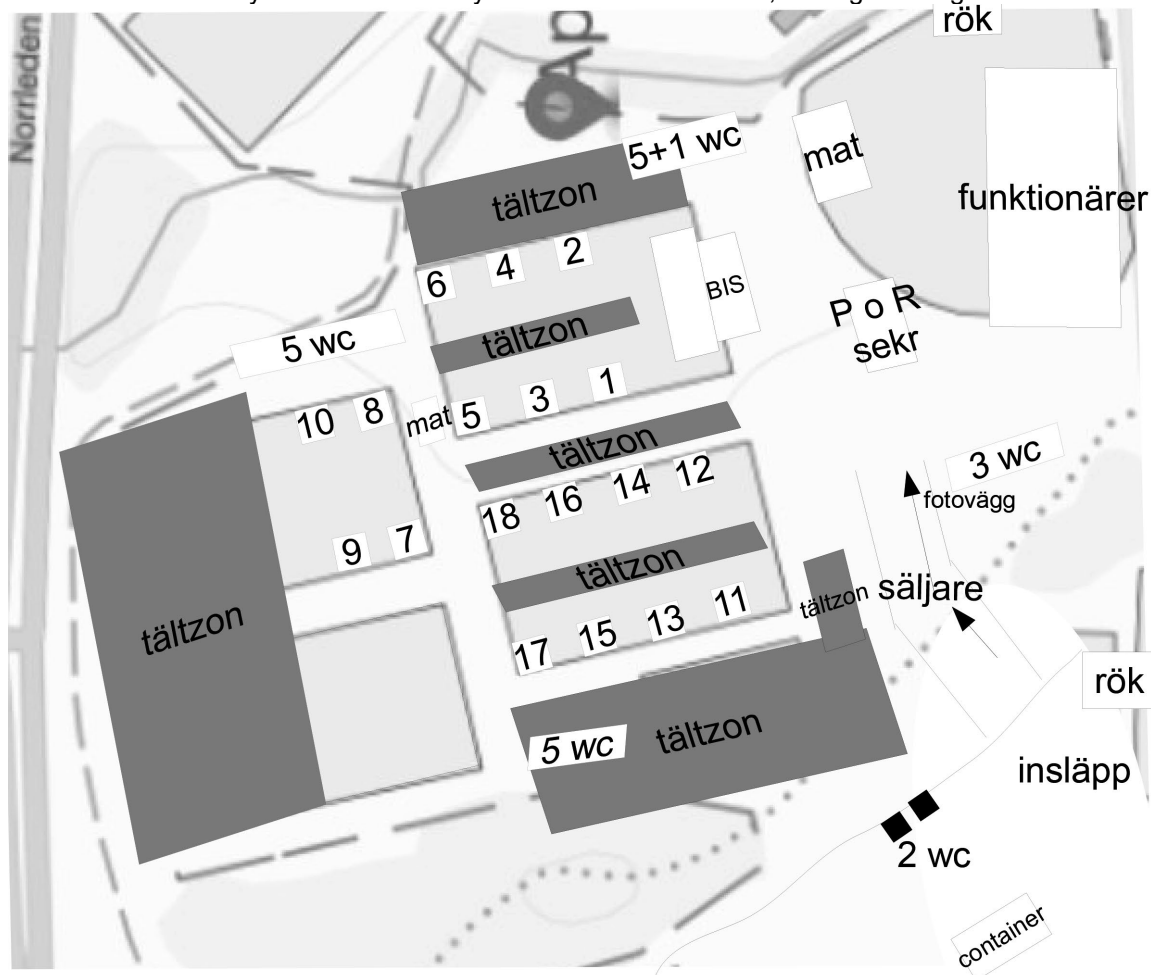 rök
Norrleden
5+1 wc
mat
tältzon
funktionärer
2
4
6
BIS
P o R
sekr
tältzon
5 wc
1
3
5
mat
8
10
tältzon
3 wc
12
14
16
18
fotovägg
7
9
tältzon
säljare
tältzon
11
13
15
17
tältzon
rök
tältzon
5 wc
insläpp
2 wc
container